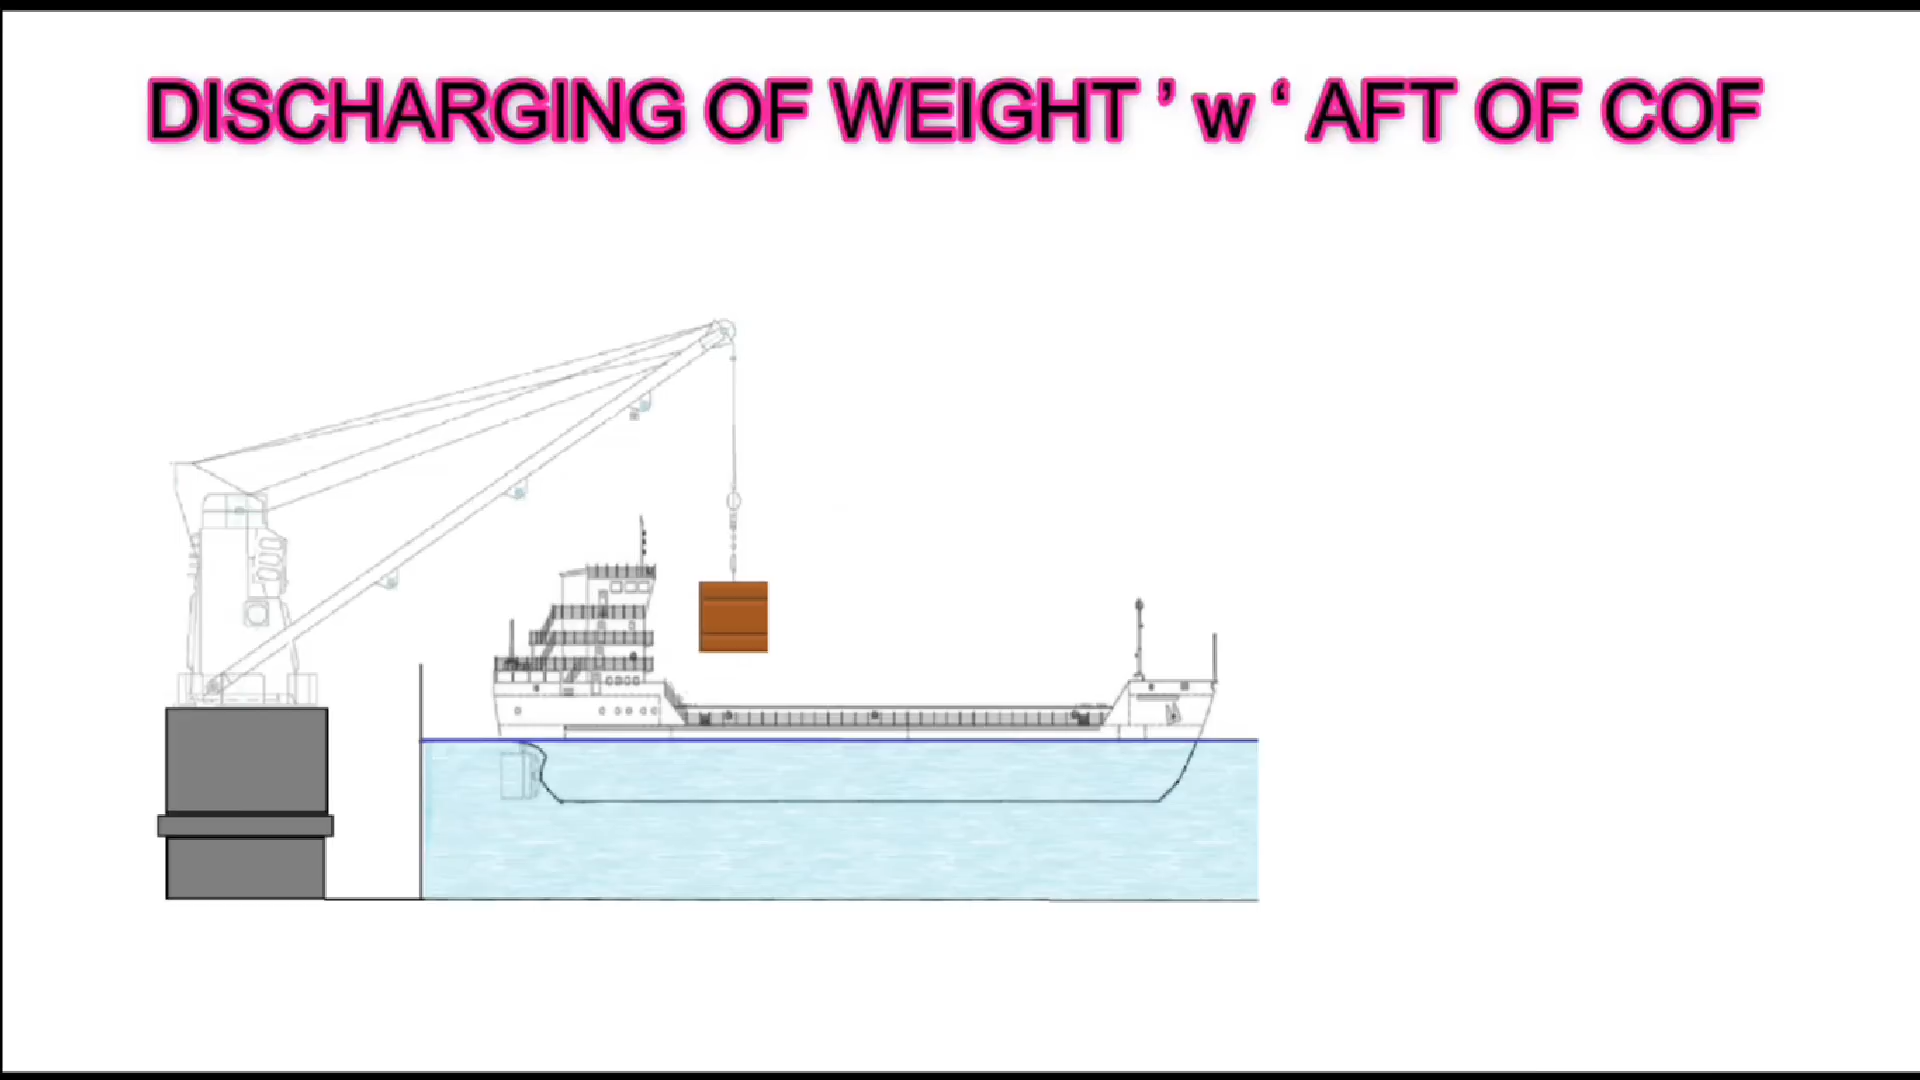 DISCHARGING OF WEIGHT ’ w ‘ AFT OF COF